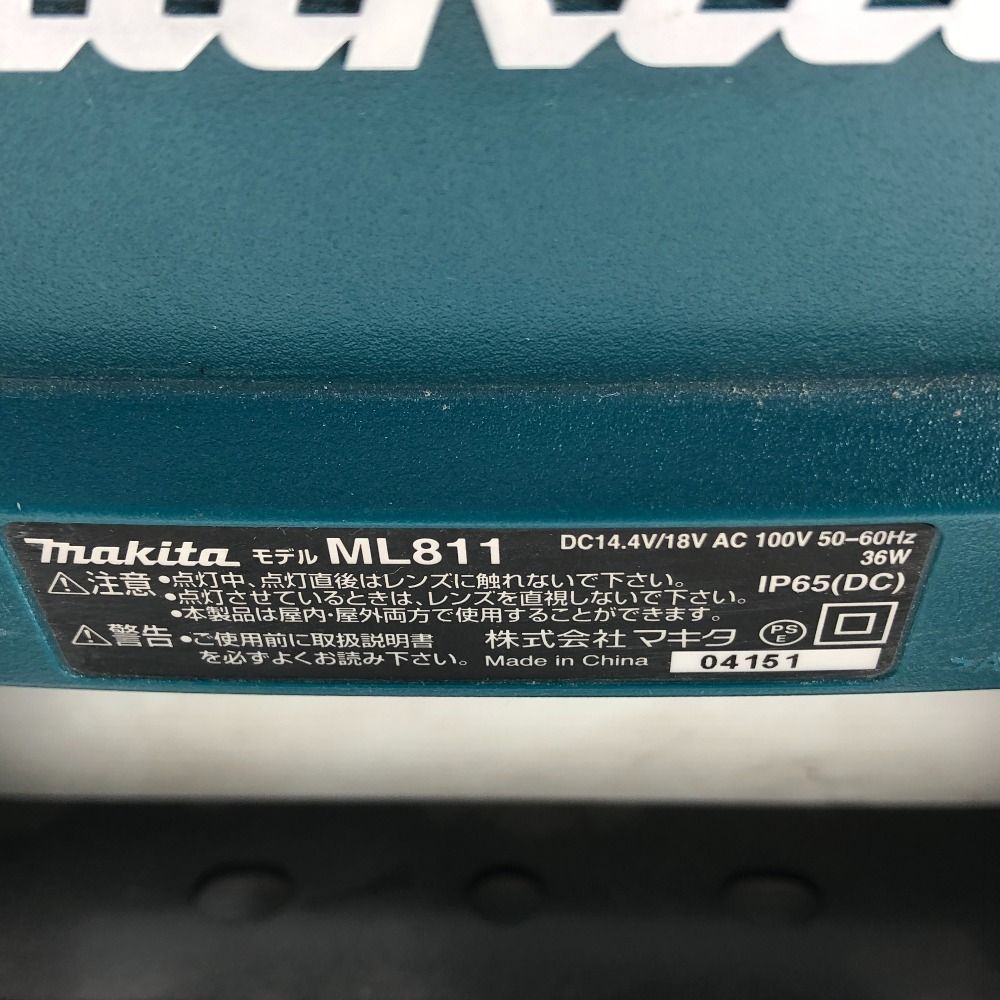 makita モデル ML811 DC14.4V/18V AC 100V 50–60Hz
36W
⚠注意 •点灯中、点灯直後はレンズに触れないで下さい。 IP65(DC)
•点灯させているときは、レンズを直視しないで下さい。
•本製品は屋内・屋外両方で使用することができます。
⚠警告 •ご使用前に取扱説明書 株式会社 マキタ PSE
を必ずよくお読み下さい。 Made in China 04151